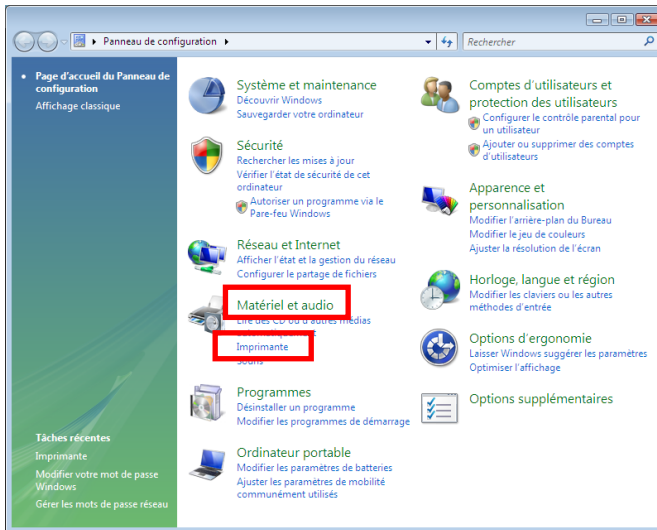 Panneau de configuration
Rechercher
Page d'accueil du Panneau de
configuration
Affichage classique
Système et maintenance
Découvrir Windows
Sauvegarder votre ordinateur
Sécurité
Rechercher les mises à jour
Vérifier l'état de sécurité de cet
ordinateur
Autoriser un programme via le
Pare-feu Windows
Réseau et Internet
Afficher l'état et la gestion du réseau
Configurer le partage de fichiers
Matériel et audio
Lire des CD ou d'autres médias
automatiquement
Imprimante
Souris
Programmes
Désinstaller un programme
Modifier les programmes de démarrage
Ordinateur portable
Modifier les paramètres de batteries
Ajuster les paramètres de mobilité
communément utilisés
Comptes d'utilisateurs et
protection des utilisateurs
Configurer le contrôle parental pour
un utilisateur
Ajouter ou supprimer des comptes
d'utilisateurs
Apparence et
personnalisation
Modifier l'arrière-plan du Bureau
Modifier le jeu de couleurs
Ajuster la résolution de l'écran
Horloge, langue et région
Modifier les claviers ou les autres
méthodes d'entrée
Options d'ergonomie
Laisser Windows suggérer les paramètres
Optimiser l'affichage
Options supplémentaires
Tâches récentes
Imprimante
Modifier votre mot de passe
Windows
Gérer les mots de passe réseau